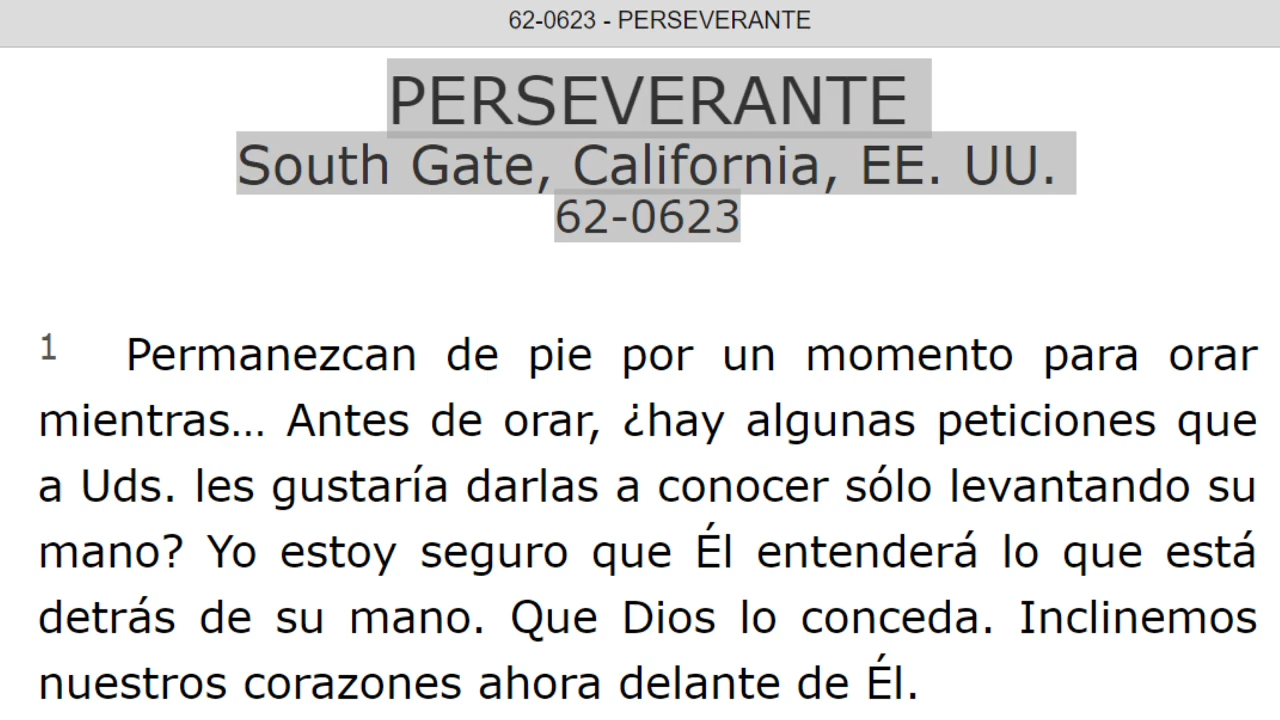 62-0623 - PERSEVERANTE
PERSEVERANTE
South Gate, California, EE. UU.
62-0623
1 Permanezcan de pie por un momento para orar
mientras… Antes de orar, ¿hay algunas peticiones que
a Uds. les gustaría darlas a conocer sólo levantando su
mano? Yo estoy seguro que Él entenderá lo que está
detrás de su mano. Que Dios lo conceda. Inclinemos
nuestros corazones ahora delante de Él.